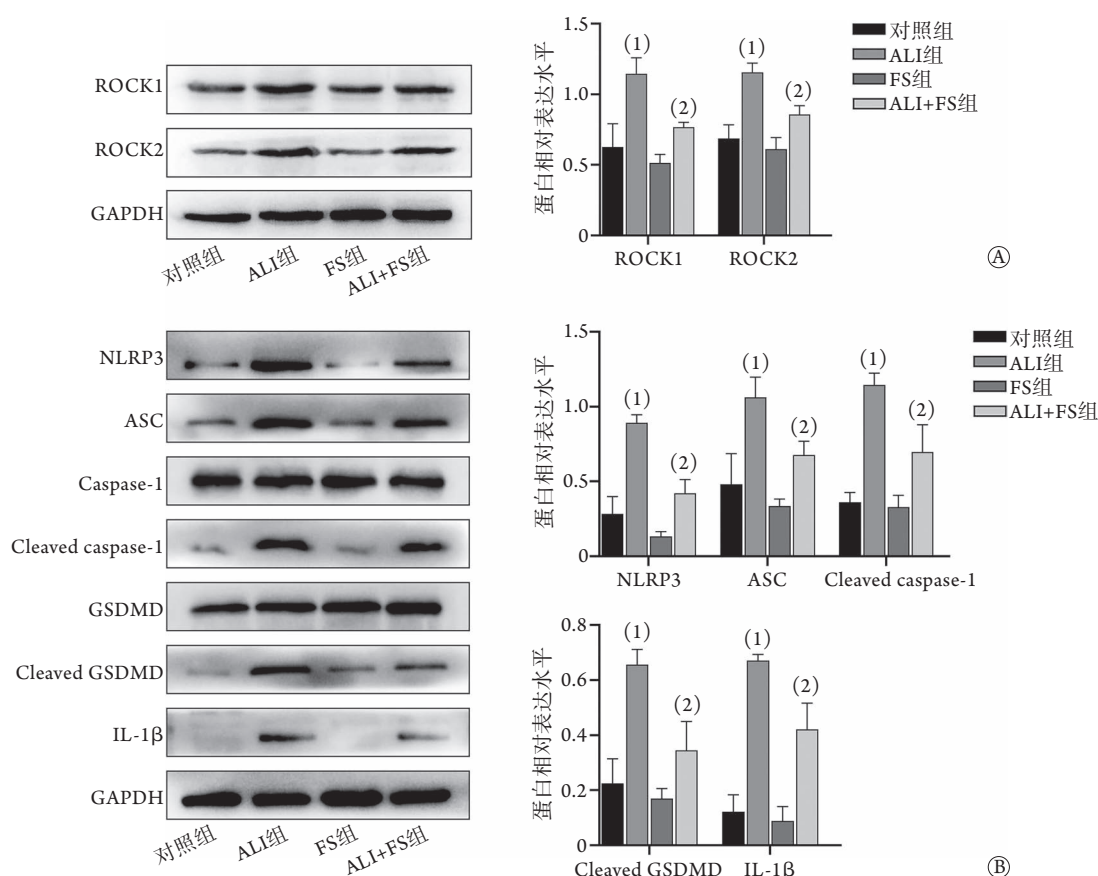 ROCK1
ROCK2
GAPDH
对照组
ALI组
FS组
ALI+FS组
蛋白相对表达水平
1.5
1.0
0.5
0
(1)
(2)
(1)
(2)
ROCK1
ROCK2
对照组
ALI组
FS组
ALI+FS组
Ⓐ
NLRP3
ASC
Caspase-1
Cleaved caspase-1
GSDMD
Cleaved GSDMD
IL-1β
GAPDH
对照组
ALI组
FS组
ALI+FS组
蛋白相对表达水平
1.5
1.0
0.5
0
(1)
(2)
(1)
(2)
(1)
(2)
NLRP3
ASC
Cleaved caspase-1
对照组
ALI组
FS组
ALI+FS组
蛋白相对表达水平
0.8
0.6
0.4
0.2
0
(1)
(2)
(1)
(2)
Cleaved GSDMD
IL-1β
Ⓑ